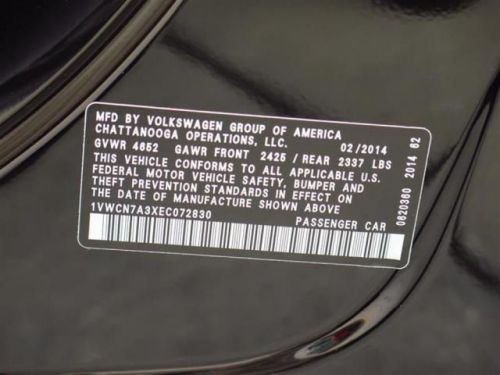 MFD BY VOLKSWAGEN GROUP OF AMERICA
CHATTANOOGA OPERATIONS, LLC. 02/2014
GVWR 4652 GAWR FRONT 2425 / REAR 2337 LBS
THIS VEHICLE CONFORMS TO ALL APPLICABLE U.S.
FEDERAL MOTOR VEHICLE SAFETY, BUMPER AND
THEFT PREVENTION STANDARDS IN EFFECT ON
THE DATE OF MANUFACTURE SHOWN ABOVE
1VWCN7A3XEC072830 PASSENGER CAR
0620360 2014 62